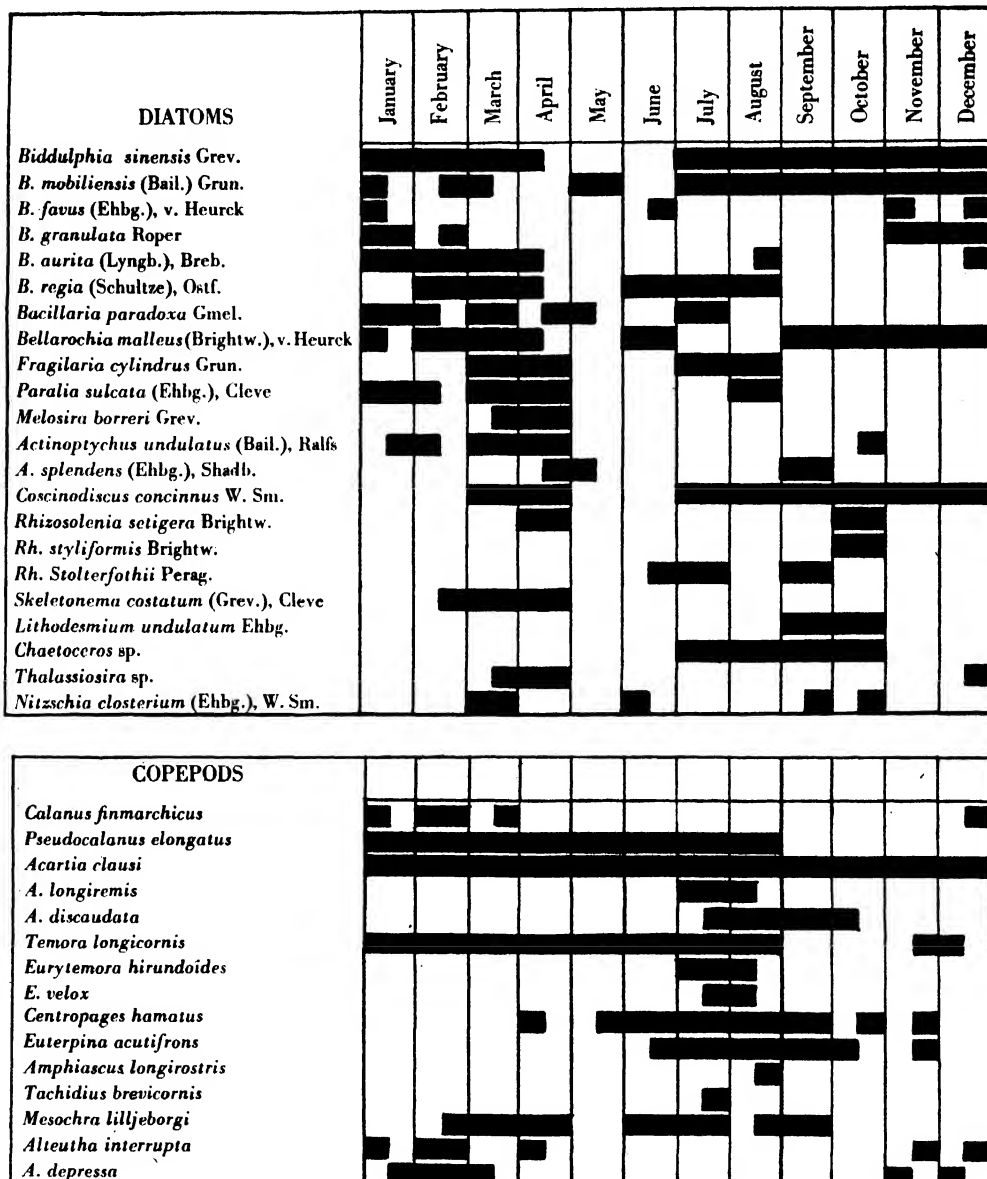 DIATOMS
January
February
March
April
May
June
July
August
September
October
November
December
Biddulphia sinensis Grev.
B. mobiliensis (Bail.) Grun.
B. favus (Ehbg.), v. Heurck
B. granulata Roper
B. aurita (Lyngb.), Breb.
B. regia (Schultze), Ostf.
Bacillaria paradoxa Gmel.
Bellarochia malleus (Brightw.), v. Heurck
Fragilaria cylindrus Grun.
Paralia sulcata (Ehbg.), Cleve
Melosira borreri Grev.
Actinoptychus undulatus (Bail.), Ralfs
A. splendens (Ehbg.), Shadb.
Coscinodiscus concinnus W. Sm.
Rhizosolenia setigera Brightw.
Rh. styliformis Brightw.
Rh. Stolterfothii Perag.
Skeletonema costatum (Grev.), Cleve
Lithodesmium undulatum Ehbg.
Chaetoceros sp.
Thalassiosira sp.
Nitzschia closterium (Ehbg.), W. Sm.
COPEPODS
Calanus finmarchicus
Pseudocalanus elongatus
Acartia clausi
A. longiremis
A. discaudata
Temora longicornis
Eurytemora hirundoïdes
E. velox
Centropages hamatus
Euterpina acutifrons
Amphiascus longirostris
Tachidius brevicornis
Mesochra lilljeborgi
Alteutha interrupta
A. depressa